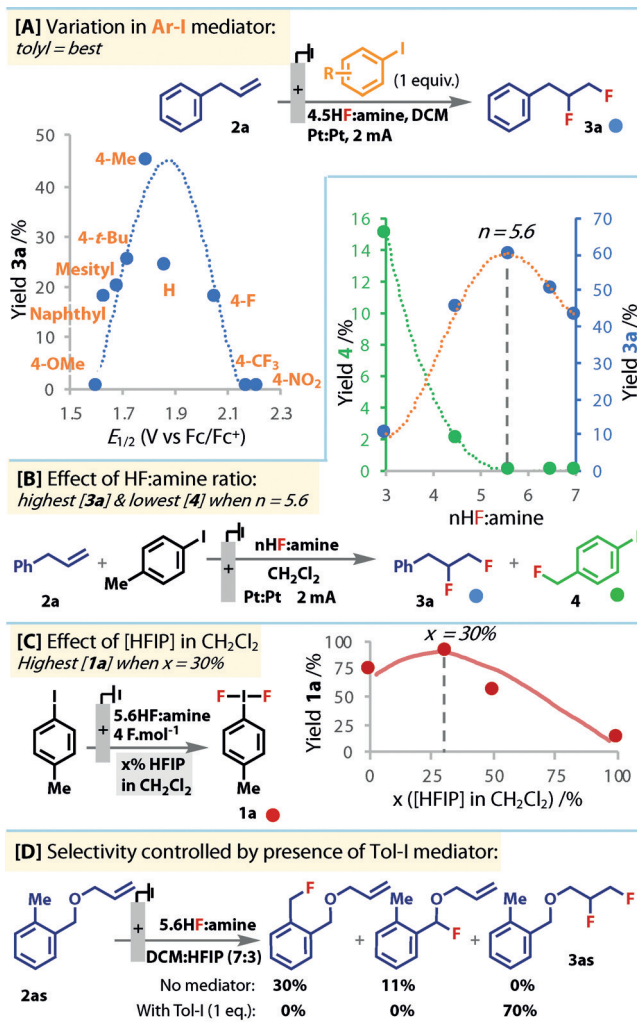 [A] Variation in Ar-I mediator:
tolyl = best
I
R
(1 equiv.)
+
4.5HF:amine, DCM
Pt:Pt, 2 mA
2a
F
F
3a
Yield 3a /%
50
40
30
20
10
0
4-Me
4-t-Bu
Mesityl
Naphthyl
H
4-F
4-OMe
4-CF3
4-NO2
1.5 1.7 1.9 2.1 2.3
E1/2 (V vs Fc/Fc+)
n = 5.6
Yield 4 /%
16
14
12
10
8
6
4
2
0
70
60
50
40
30
20
10
0
Yield 3a /%
3 4 5 6 7
nHF:amine
[B] Effect of HF:amine ratio:
highest [3a] & lowest [4] when n = 5.6
Ph
2a
+
I
Me
+
nHF:amine
CH2Cl2
Pt:Pt 2 mA
Ph
F
F
3a
+
F
I
4
[C] Effect of [HFIP] in CH2Cl2
Highest [1a] when x = 30%
I
Me
+
5.6HF:amine
4 F.mol-1
x% HFIP
in CH2Cl2
F-I-F
Me
1a
x = 30%
Yield 1a /%
100
75
50
25
0
0 25 50 75 100
x ([HFIP] in CH2Cl2) /%
[D] Selectivity controlled by presence of Tol-I mediator:
Me
O
2as
+
5.6HF:amine
DCM:HFIP (7:3)
F
O
+
Me
O
F
+
Me
O
F
F
3as
No mediator: 30% 11% 0%
With Tol-I (1 eq.): 0% 0% 70%